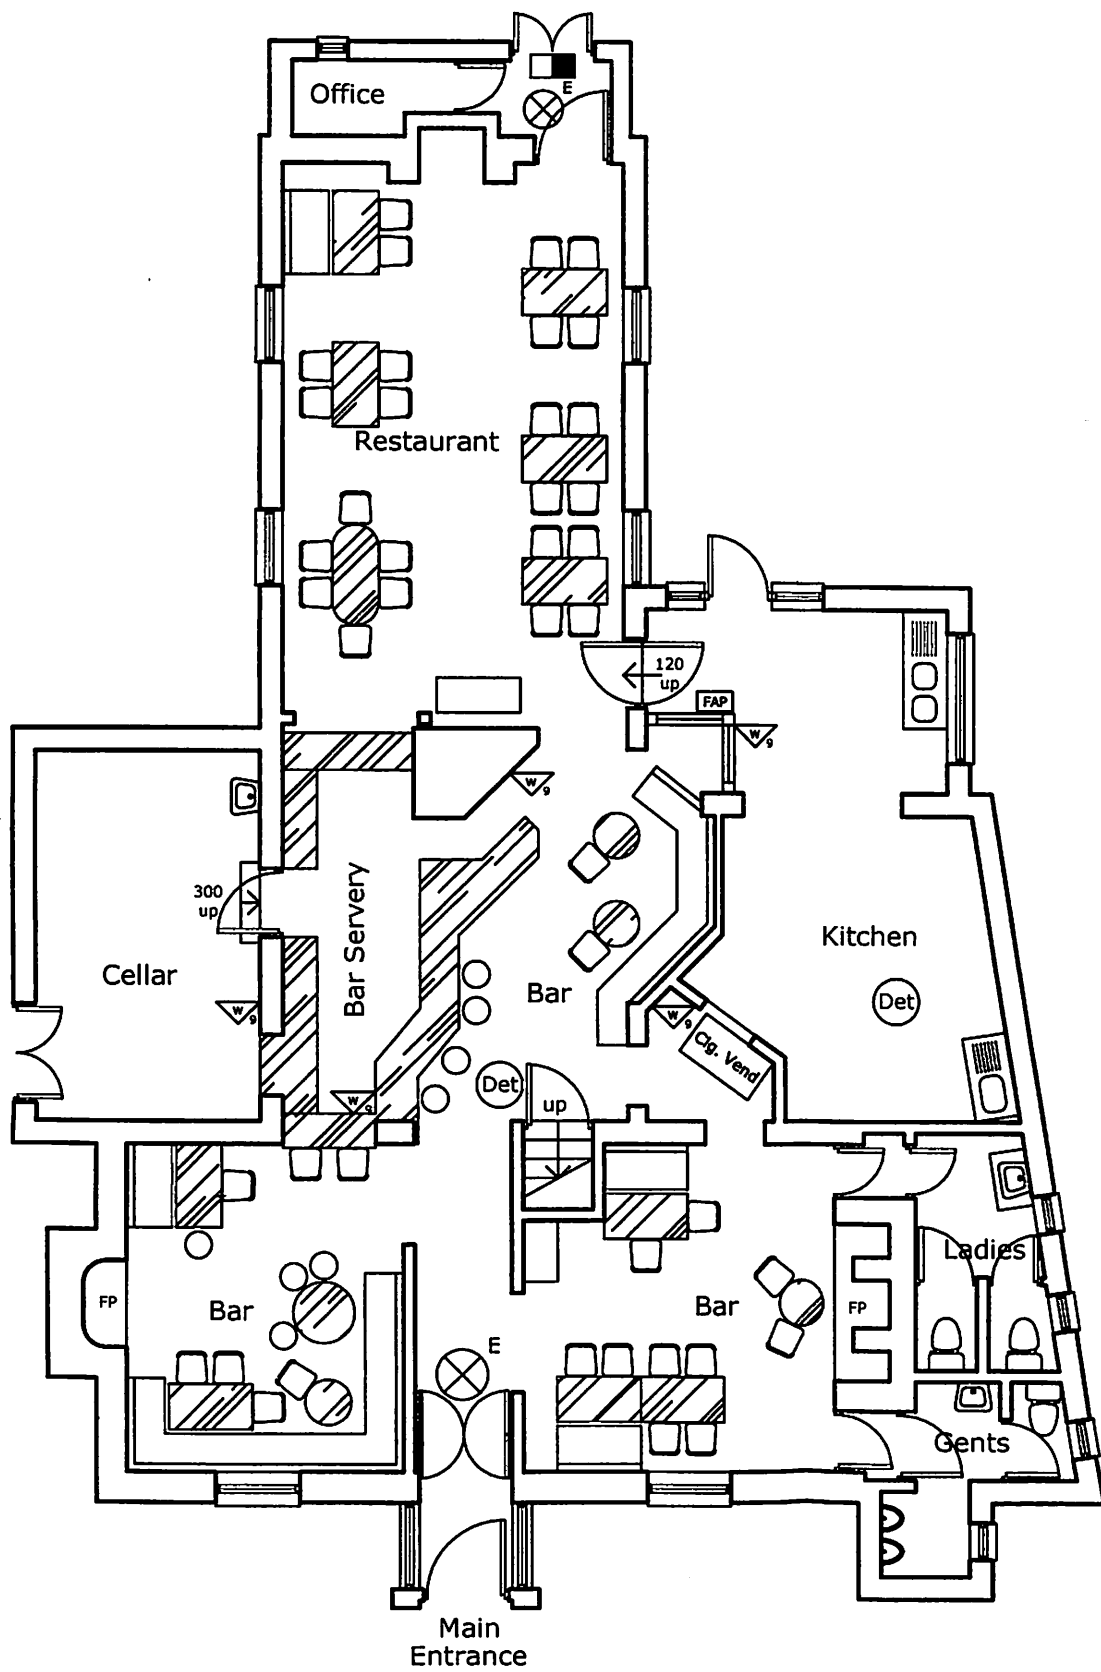 E
Office
Restaurant
120
up
FAP
W
9
W
9
300
up
Bar Servery
Kitchen
Cellar
Bar
Det
W
9
W
9
Cig. Vend
Det
up
W
9
Ladies
FP
Bar
Bar
FP
E
Gents
Main
Entrance